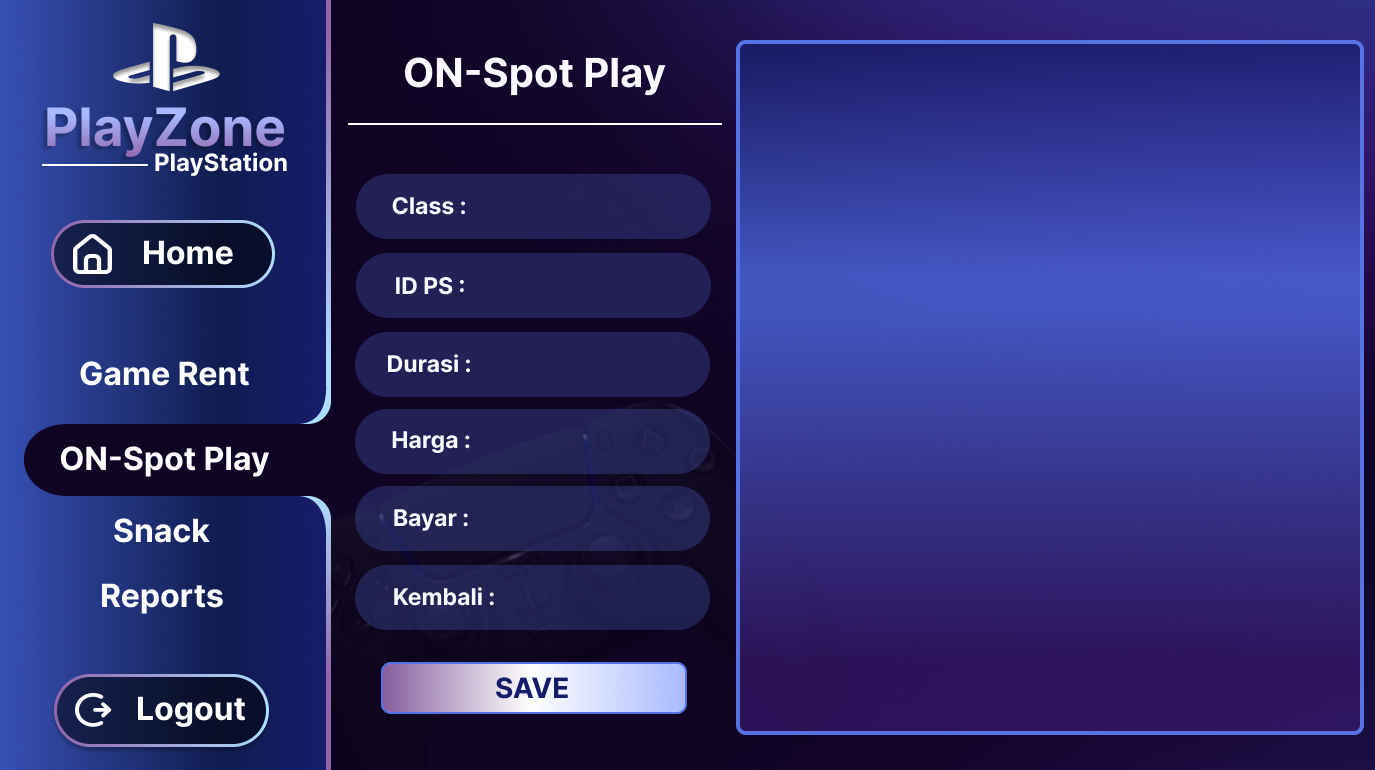 PlayZone
PlayStation
Home
Game Rent
ON-Spot Play
Snack
Reports
Logout
ON-Spot Play
Class :
ID PS :
Durasi :
Harga :
Bayar :
Kembali :
SAVE